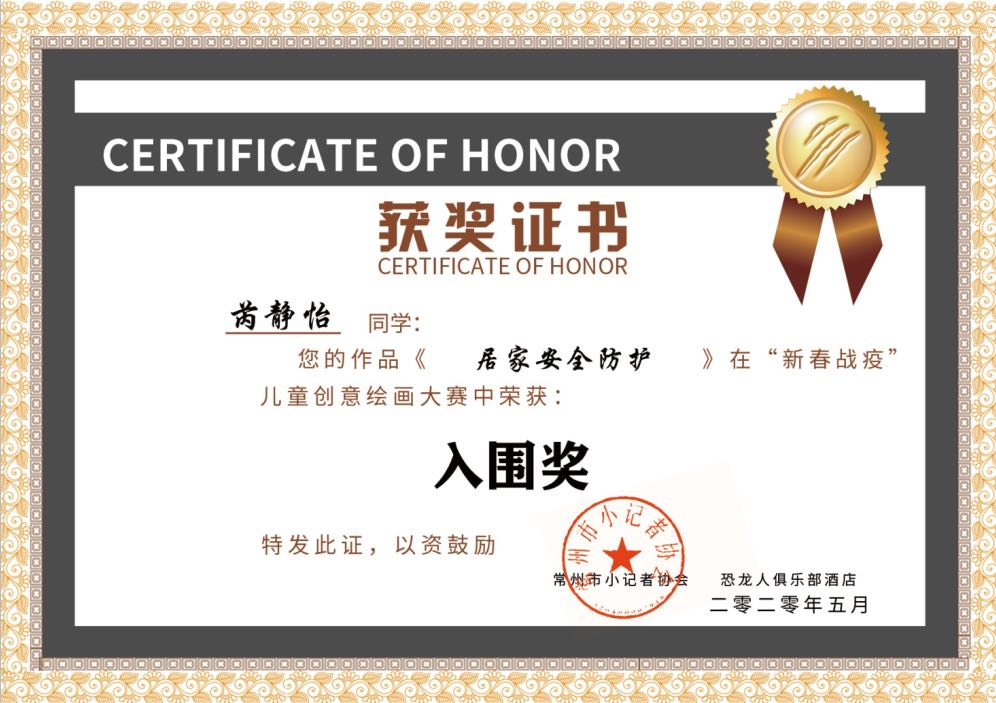 CERTIFICATE OF HONOR
获奖证书
CERTIFICATE OF HONOR
芮静怡 同学：
您的作品《 居家安全防护 》在“新春战疫”
儿童创意绘画大赛中荣获：
入围奖
特发此证，以资鼓励
常州市小记者协会
常州市小记者协会 恐龙人俱乐部酒店
二零二零年五月